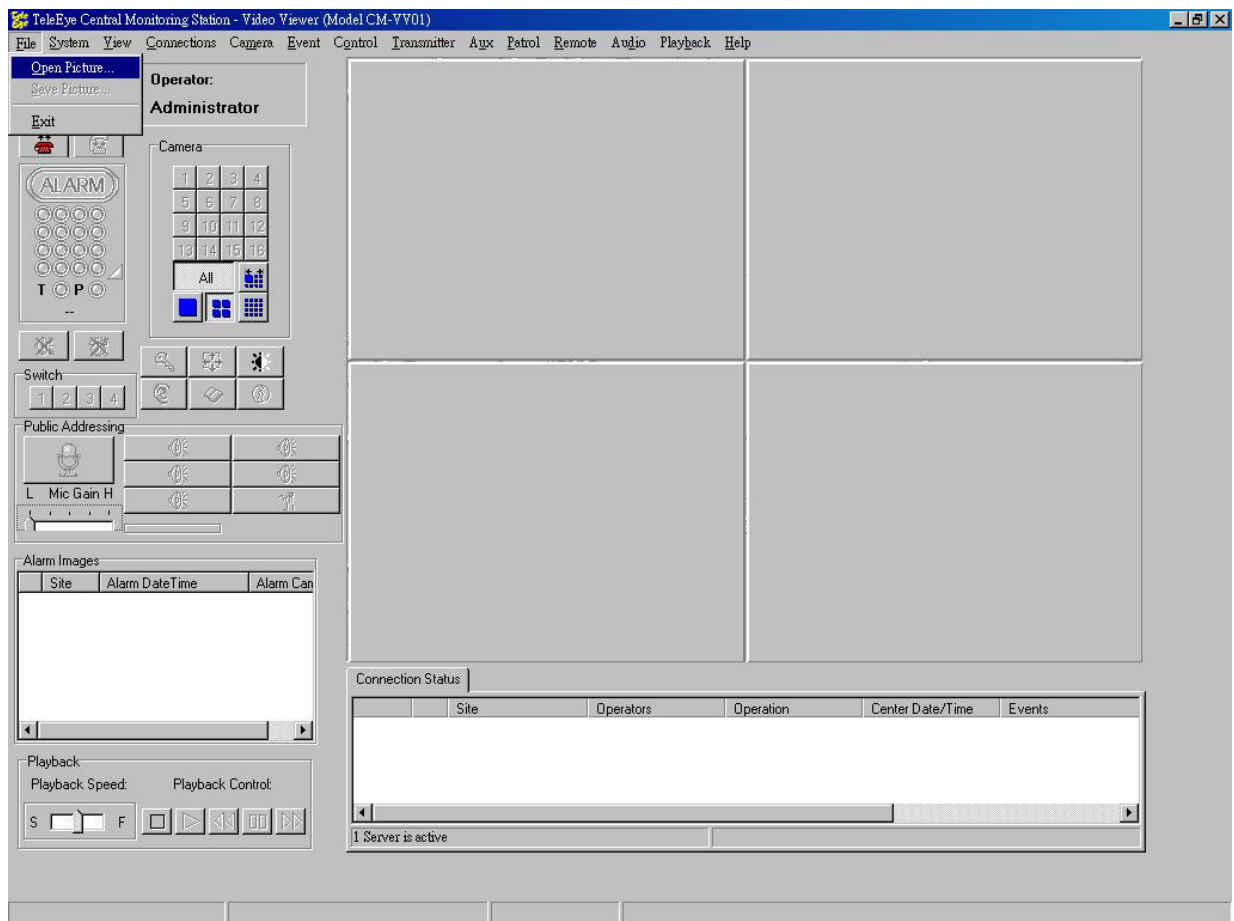 TeleEye Central Monitoring Station - Video Viewer (Model CM-VV01)
File System View Connections Camera Event Control Transmitter Aux Patrol Remote Audio Playback Help
Open Picture...
Save Picture...
Exit
Operator:
Administrator
Camera
1 2 3 4
5 6 7 8
9 10 11 12
13 14 15 16
All
ALARM
T P
--
Switch
1 2 3 4
Public Addressing
L Mic Gain H
Alarm Images
Site Alarm DateTime Alarm Cam
Playback
Playback Speed: Playback Control:
S F
Connection Status
Site Operators Operation Center Date/Time Events
1 Server is active